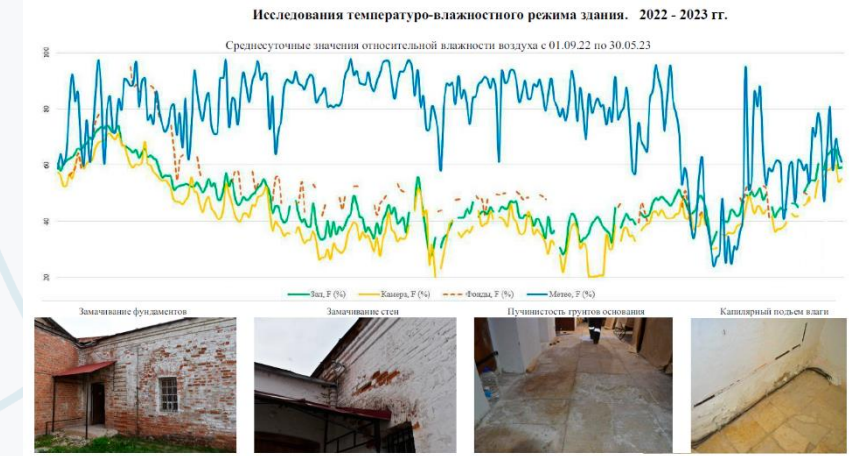 Исследования температуро-влажностного режима здания. 2022 - 2023 гг.
Среднесуточные значения относительной влажности воздуха с 01.09.22 по 30.05.23
100
80
60
40
20
Зал, F (%) Камера, F (%) Фонды, F (%) Метео, F (%)
Замачивание фундаментов Замачивание стен Пучинистость грунтов основания Капилярный подъем влаги